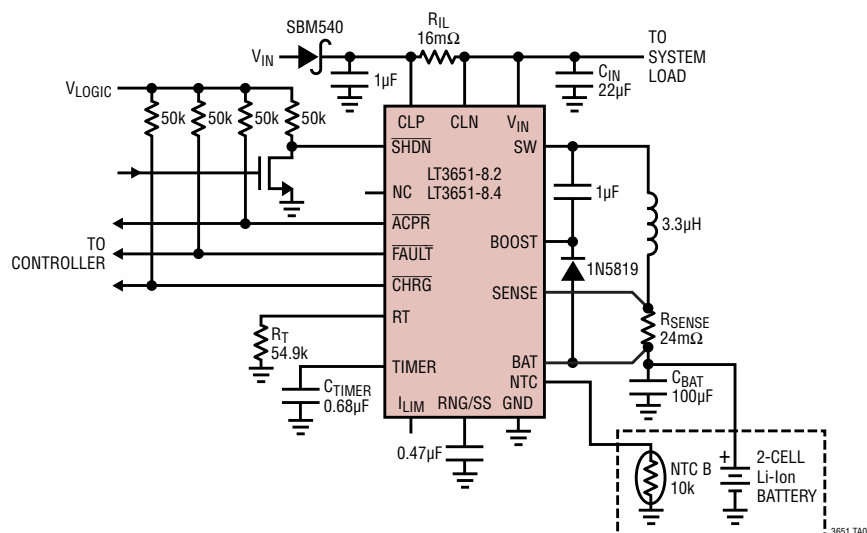 SBM540
V_IN
1µF
R_IL
16mΩ
TO
SYSTEM
LOAD
C_IN
22µF
V_LOGIC
50k
50k
50k
50k
CLP
CLN
V_IN
SHDN
SW
LT3651-8.2
LT3651-8.4
NC
1µF
3.3µH
ACPR
BOOST
TO
CONTROLLER
FAULT
1N5819
CHRG
SENSE
R_T
54.9k
RT
R_SENSE
24mΩ
TIMER
BAT
NTC
C_TIMER
0.68µF
C_BAT
100µF
I_LIM
RNG/SS
GND
0.47µF
NTC B
10k
+
2-CELL
Li-Ion
BATTERY